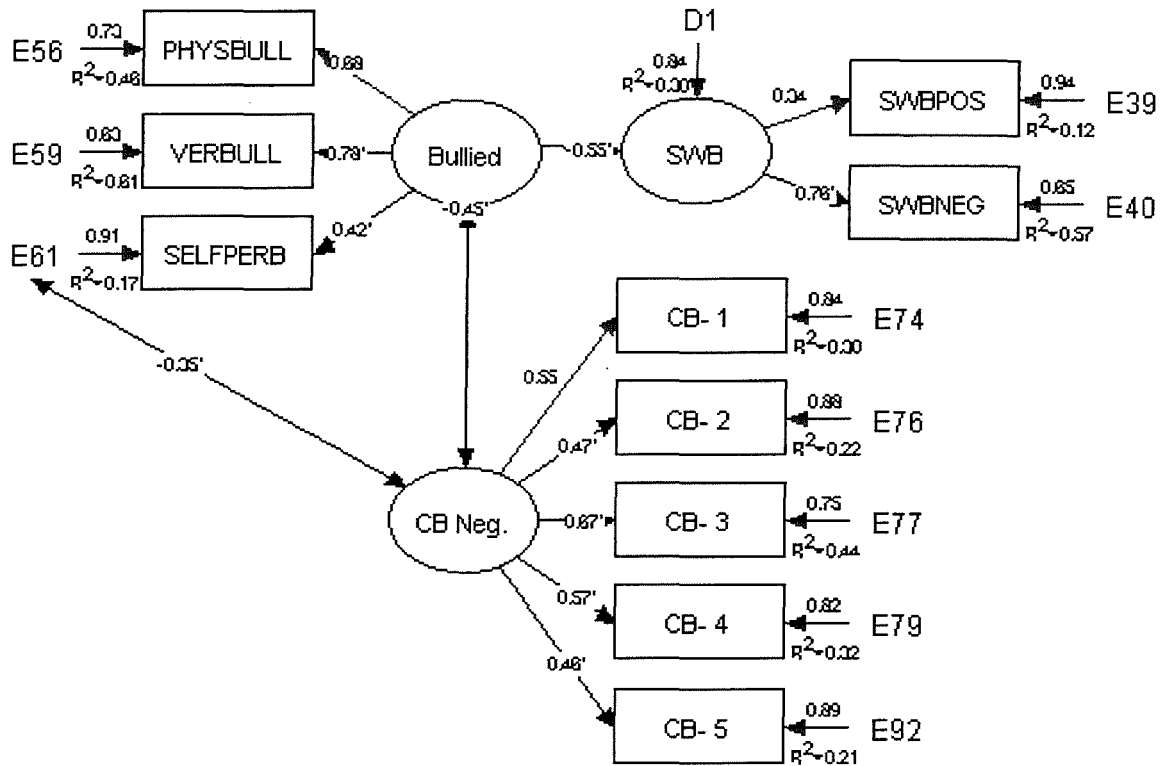 D1
0.73
E56
PHYSBULL
R²=0.46
0.68
0.84
R²=0.30
0.34
SWBPOS
0.94
E39
R²=0.12
0.63
E59
VERBULL
0.78'
R²=0.61
Bullied
-0.55'
SWB
0.76'
SWBNEG
0.65
E40
R²=0.57
-0.45'
0.42'
0.91
E61
SELFPERB
R²=0.17
-0.35'
CB- 1
0.84
E74
R²=0.30
0.55
CB- 2
0.88
E76
R²=0.22
0.47'
CB Neg.
0.67'
CB- 3
0.75
E77
R²=0.44
0.57'
CB- 4
0.82
E79
R²=0.32
0.46'
CB- 5
0.89
E92
R²=0.21